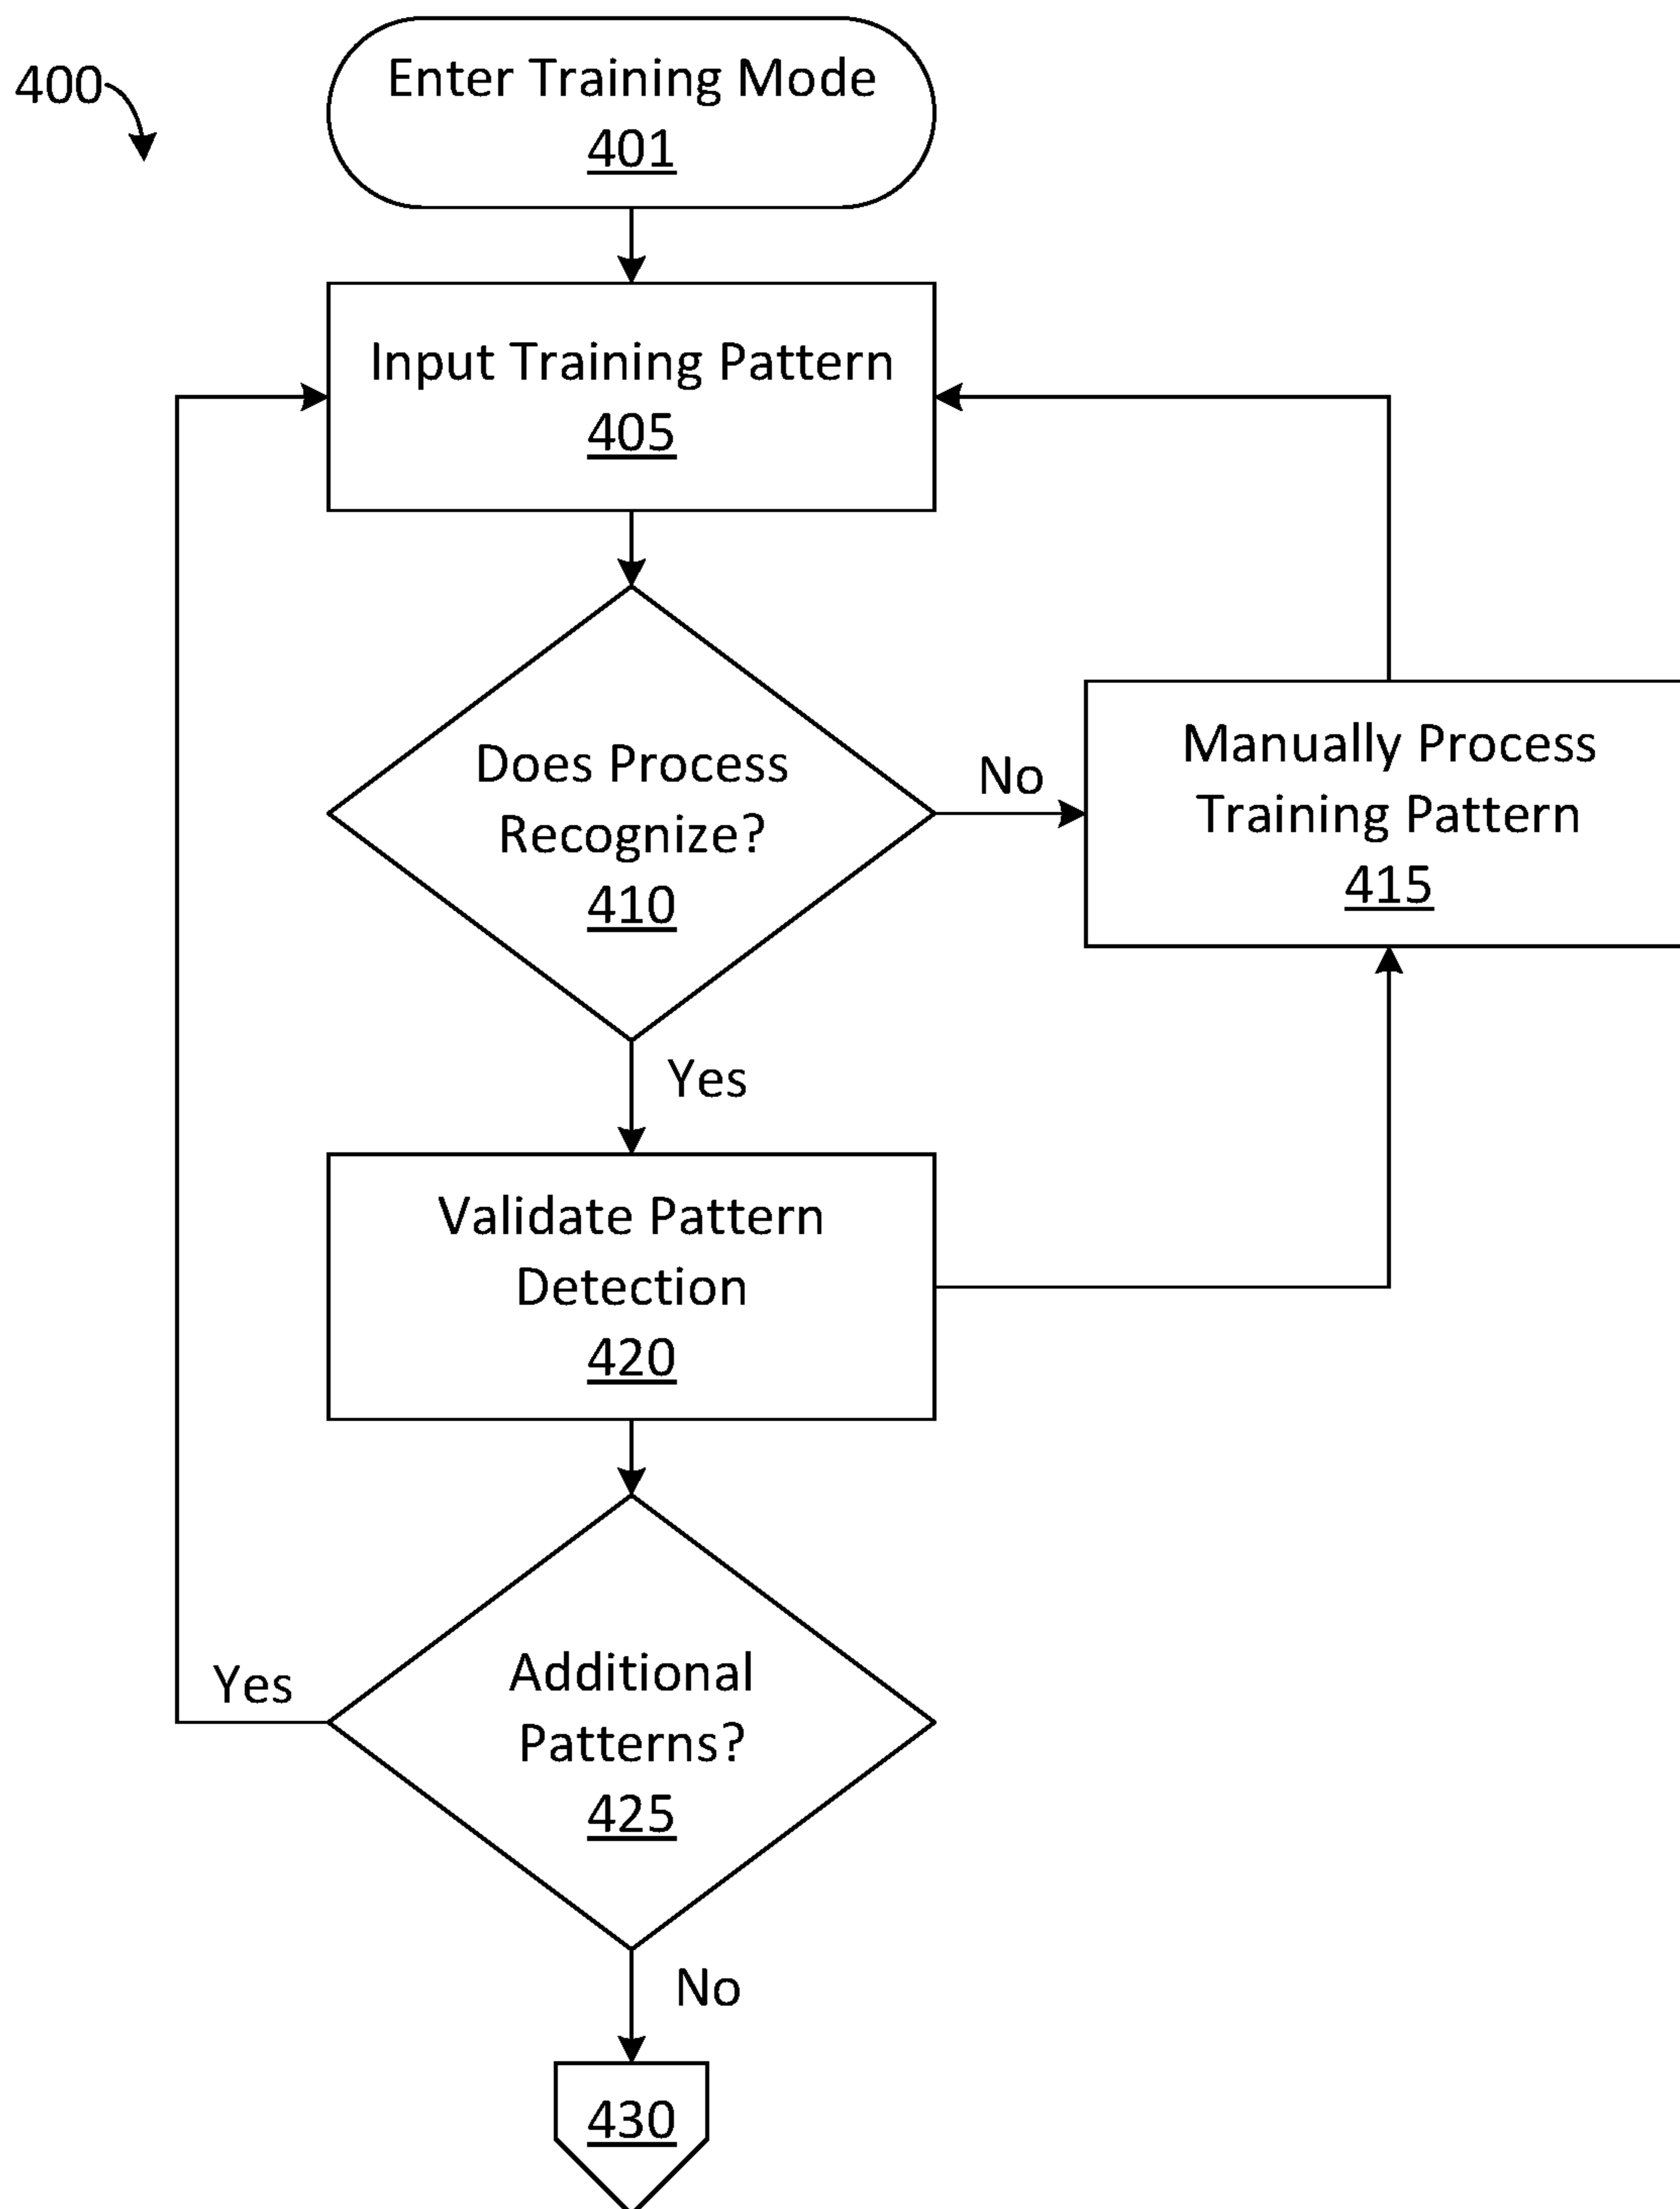 400
Enter Training Mode
401
Input Training Pattern
405
Does Process
Recognize?
410
No
Manually Process
Training Pattern
415
Yes
Validate Pattern
Detection
420
Additional
Patterns?
425
Yes
No
430